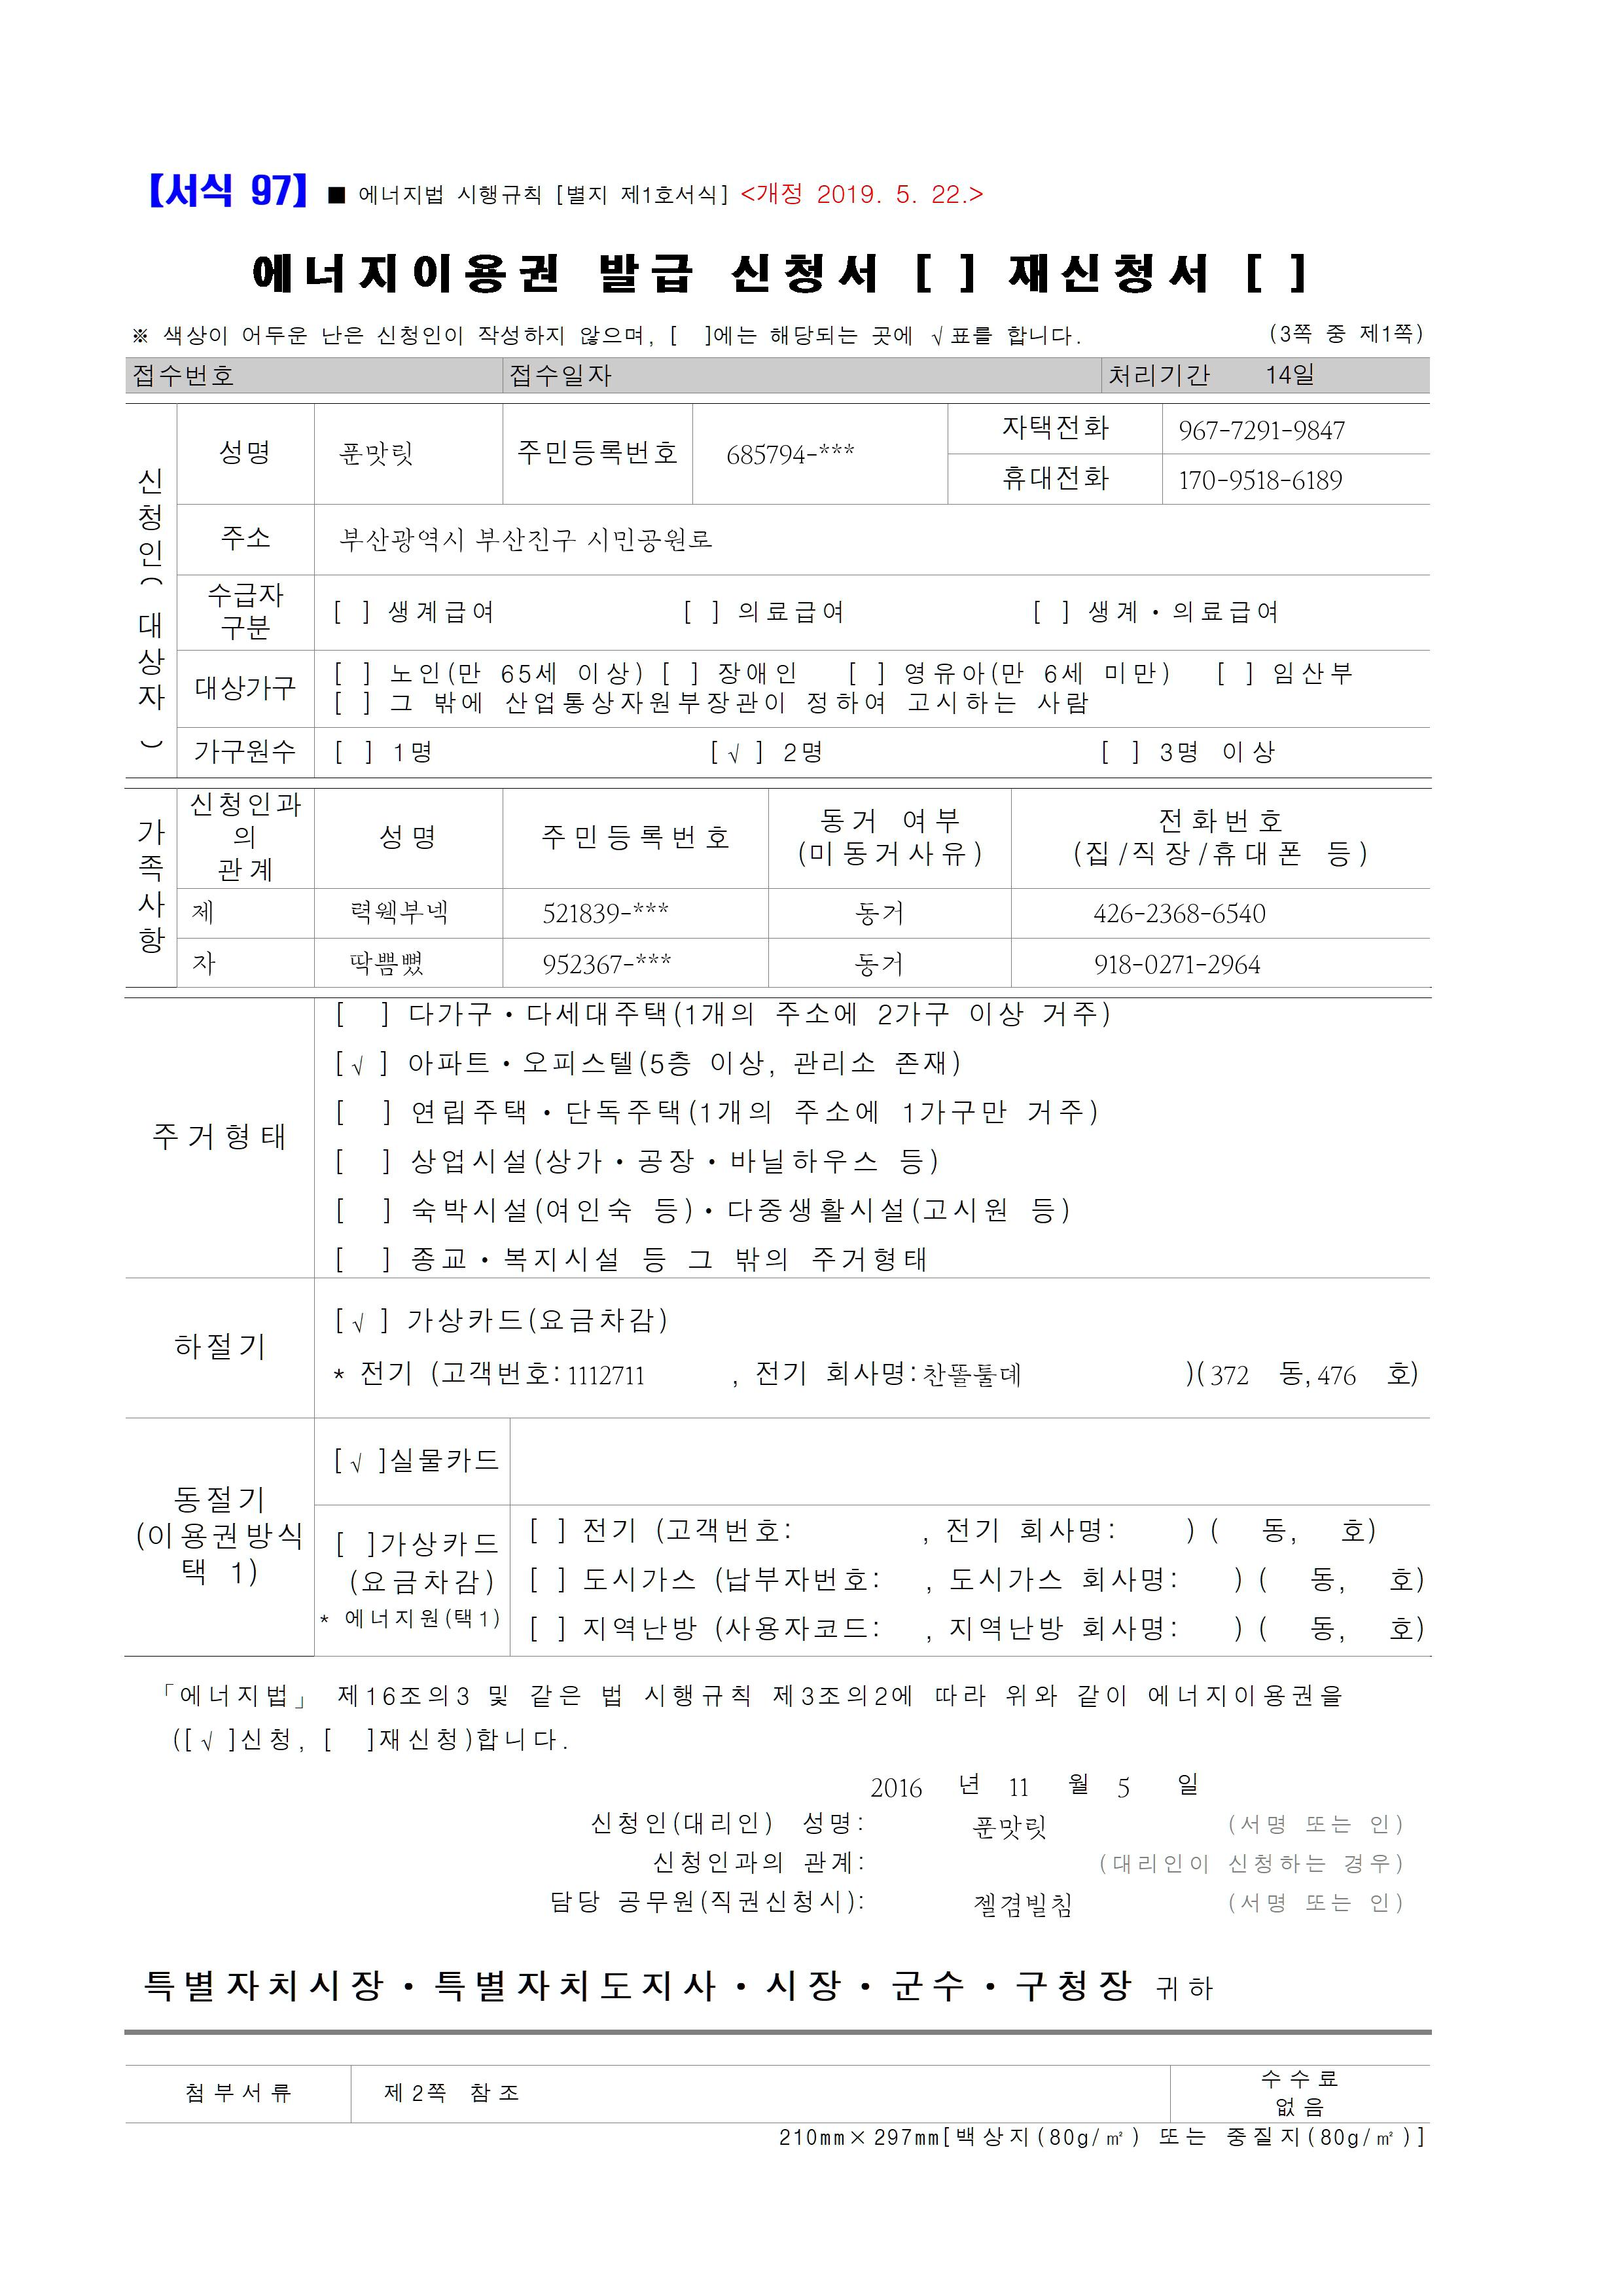 【서식 97】 ■ 에너지법 시행규칙 [별지 제1호서식] <개정 2019. 5. 22.>
에너지이용권 발급 신청서 [ ] 재신청서 [ ]
※ 색상이 어두운 난은 신청인이 작성하지 않으며, [ ]에는 해당되는 곳에 √표를 합니다. (3쪽 중 제1쪽)
접수번호 접수일자 처리기간 14일
신청인(대상자)
성명 푼맛릿 주민등록번호 685794-*** 자택전화 967-7291-9847
휴대전화 170-9518-6189
주소 부산광역시 부산진구 시민공원로
수급자
구분
[ ] 생계급여 [ ] 의료급여 [ ] 생계·의료급여
대상가구
[ ] 노인(만 65세 이상) [ ] 장애인 [ ] 영유아(만 6세 미만) [ ] 임산부
[ ] 그 밖에 산업통상자원부장관이 정하여 고시하는 사람
가구원수 [ ] 1명 [√] 2명 [ ] 3명 이상
가족사항
신청인과
의
관계
성명 주민등록번호
동거 여부
(미동거사유)
전화번호
(집/직장/휴대폰 등)
제 력웩부넥 521839-*** 동거 426-2368-6540
자 딱쁨뼜 952367-*** 동거 918-0271-2964
주거형태
[ ] 다가구·다세대주택(1개의 주소에 2가구 이상 거주)
[√] 아파트·오피스텔(5층 이상, 관리소 존재)
[ ] 연립주택·단독주택(1개의 주소에 1가구만 거주)
[ ] 상업시설(상가·공장·바닐하우스 등)
[ ] 숙박시설(여인숙 등)·다중생활시설(고시원 등)
[ ] 종교·복지시설 등 그 밖의 주거형태
하절기
[√] 가상카드(요금차감)
* 전기 (고객번호: 1112711 , 전기 회사명: 찬뜰툴데 )( 372 동, 476 호)
동절기
(이용권방식
택 1)
[√]실물카드
[ ]가상카드
(요금차감)
* 에너지원(택1)
[ ] 전기 (고객번호: , 전기 회사명: ) ( 동, 호)
[ ] 도시가스 (납부자번호: , 도시가스 회사명: ) ( 동, 호)
[ ] 지역난방 (사용자코드: , 지역난방 회사명: ) ( 동, 호)
「에너지법」 제16조의3 및 같은 법 시행규칙 제3조의2에 따라 위와 같이 에너지이용권을
([√]신청, [ ]재신청)합니다.
2016 년 11 월 5 일
신청인(대리인) 성명: 푼맛릿 (서명 또는 인)
신청인과의 관계: (대리인이 신청하는 경우)
담당 공무원(직권신청시): 젤겸빌침 (서명 또는 인)
특별자치시장·특별자치도지사·시장·군수·구청장 귀하
첨부서류 제2쪽 참조
수수료
없음
210mm×297mm[백상지(80g/㎡) 또는 중질지(80g/㎡)]